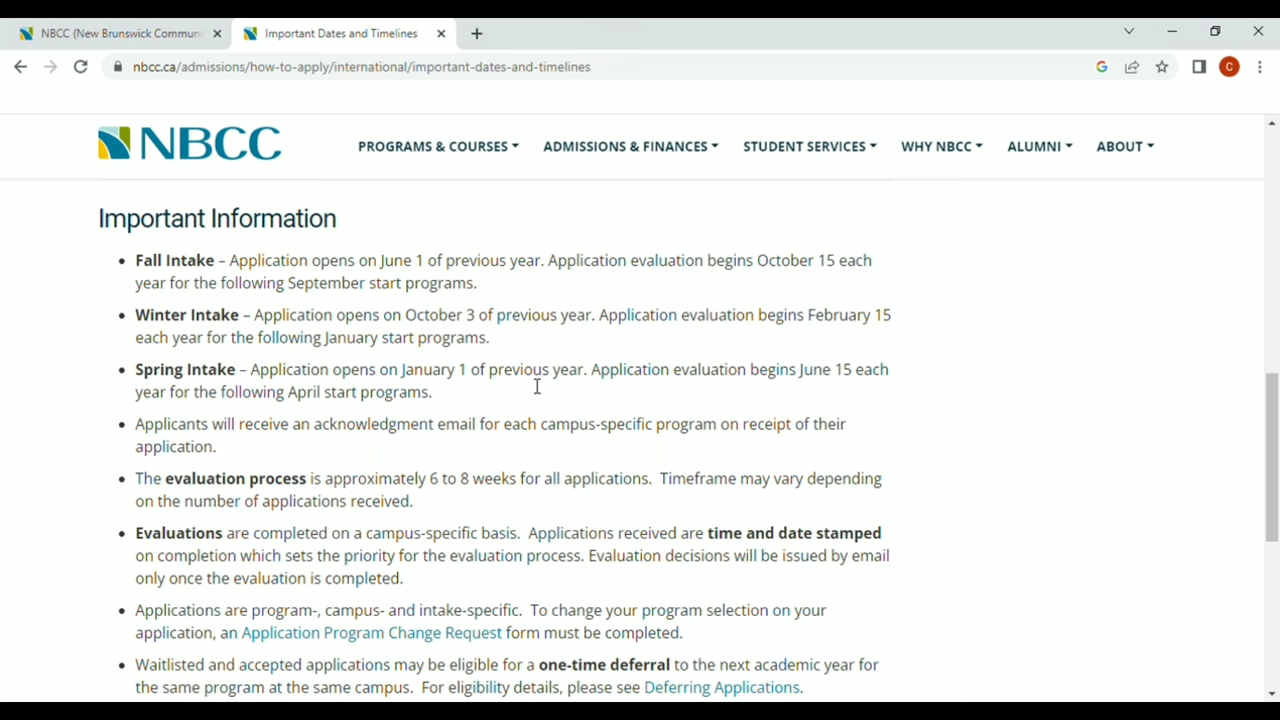 NBCC (New Brunswick Commun
Important Dates and Timelines
nbcc.ca/admissions/how-to-apply/international/important-dates-and-timelines
C
NBCC
PROGRAMS & COURSES
ADMISSIONS & FINANCES
STUDENT SERVICES
WHY NBCC
ALUMNI
ABOUT
Important Information
• Fall Intake – Application opens on June 1 of previous year. Application evaluation begins October 15 each
year for the following September start programs.
• Winter Intake – Application opens on October 3 of previous year. Application evaluation begins February 15
each year for the following January start programs.
• Spring Intake – Application opens on January 1 of previous year. Application evaluation begins June 15 each
year for the following April start programs.
• Applicants will receive an acknowledgment email for each campus-specific program on receipt of their
application.
• The evaluation process is approximately 6 to 8 weeks for all applications. Timeframe may vary depending
on the number of applications received.
• Evaluations are completed on a campus-specific basis. Applications received are time and date stamped
on completion which sets the priority for the evaluation process. Evaluation decisions will be issued by email
only once the evaluation is completed.
• Applications are program-, campus- and intake-specific. To change your program selection on your
application, an Application Program Change Request form must be completed.
• Waitlisted and accepted applications may be eligible for a one-time deferral to the next academic year for
the same program at the same campus. For eligibility details, please see Deferring Applications.